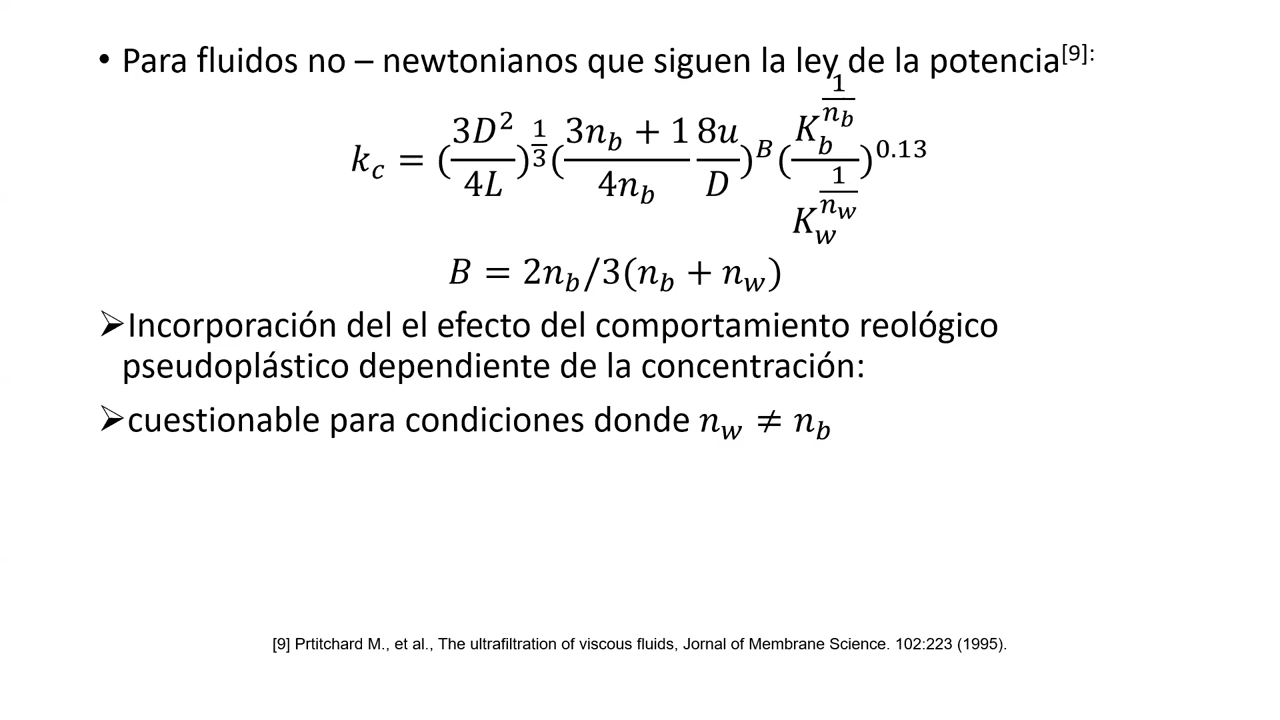 • Para fluidos no – newtonianos que siguen la ley de la potencia[9]:
k_c = (3D^2/4L)^(1/3) ((3n_b + 1)/(4n_b) 8u/D)^B (K_b^(1/n_b)/K_w^(1/n_w))^0.13
B = 2n_b/3(n_b + n_w)
➢Incorporación del el efecto del comportamiento reológico
pseudoplástico dependiente de la concentración:
➢cuestionable para condiciones donde n_w ≠ n_b
[9] Prtitchard M., et al., The ultrafiltration of viscous fluids, Jornal of Membrane Science. 102:223 (1995).